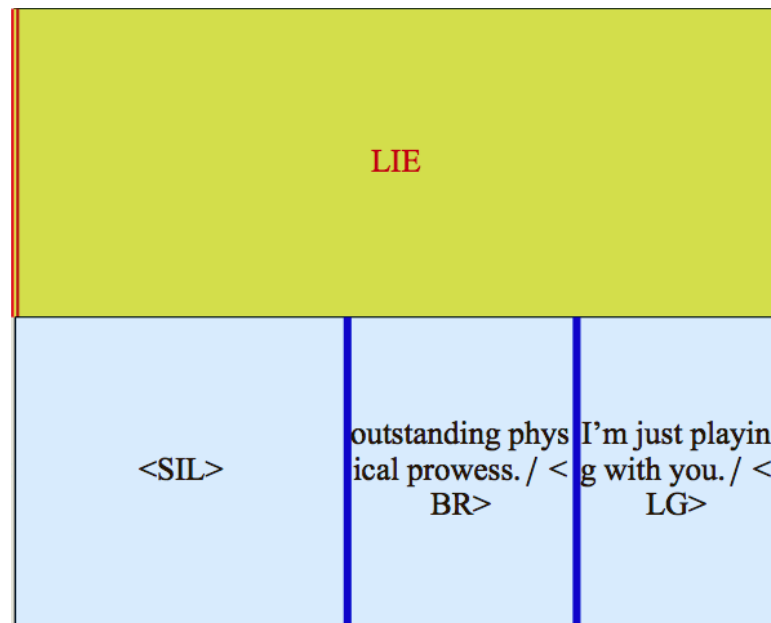 LIE
<SIL>
outstanding phys
ical prowess. / <
BR>
I’m just playin
g with you. / <
LG>